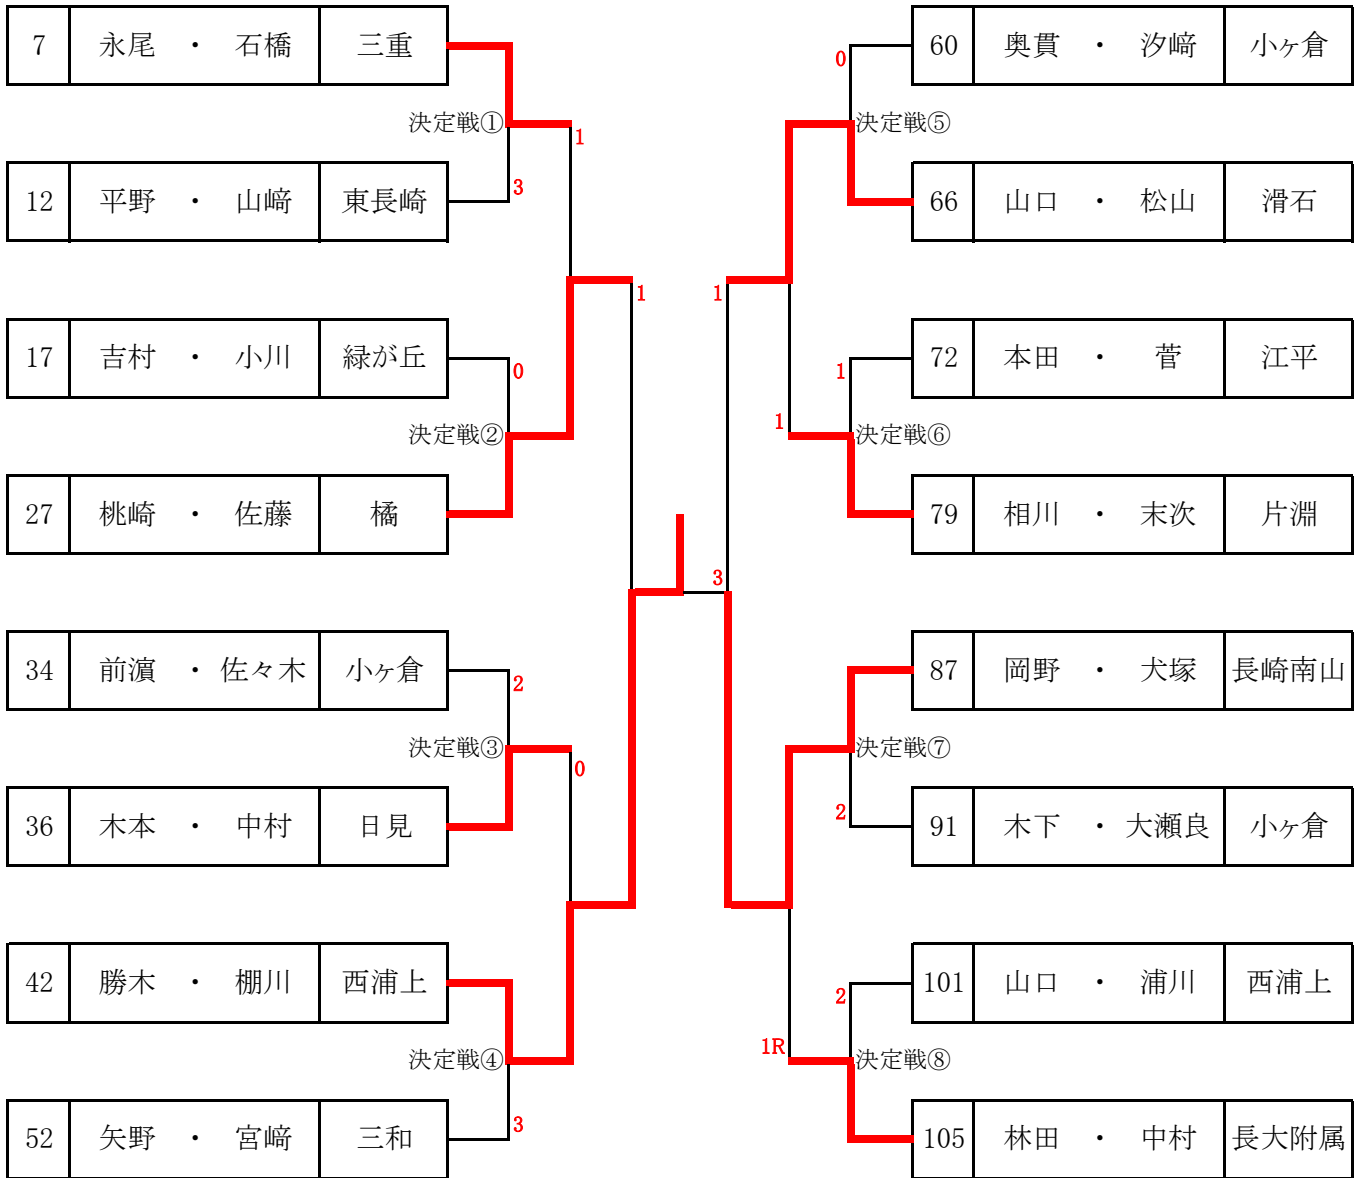 7 永尾 ・ 石橋 三重
決定戦① 1
12 平野 ・ 山﨑 東長崎 3
1
17 吉村 ・ 小川 緑が丘 0
決定戦②
27 桃崎 ・ 佐藤 橘
34 前濵 ・ 佐々木 小ヶ倉 2
決定戦③ 0
36 木本 ・ 中村 日見
42 勝木 ・ 棚川 西浦上
決定戦④
52 矢野 ・ 宮﨑 三和 3
0 60 奥貫 ・ 汐﨑 小ヶ倉
決定戦⑤
66 山口 ・ 松山 滑石
1
1 72 本田 ・ 菅 江平
1 決定戦⑥
79 相川 ・ 末次 片淵
3
87 岡野 ・ 犬塚 長崎南山
決定戦⑦
2 91 木下 ・ 大瀬良 小ヶ倉
2 101 山口 ・ 浦川 西浦上
1R 決定戦⑧
105 林田 ・ 中村 長大附属